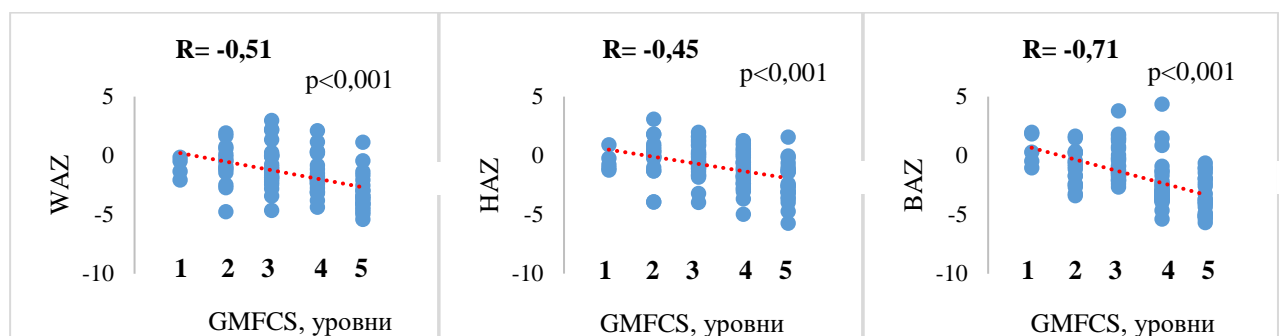 R= -0,51
p<0,001
5
0
-5
-10
WAZ
1 2 3 4 5
GMFCS, уровни
R= -0,45
p<0,001
5
0
-5
-10
HAZ
1 2 3 4 5
GMFCS, уровни
R= -0,71
p<0,001
5
0
-5
-10
BAZ
1 2 3 4 5
GMFCS, уровни